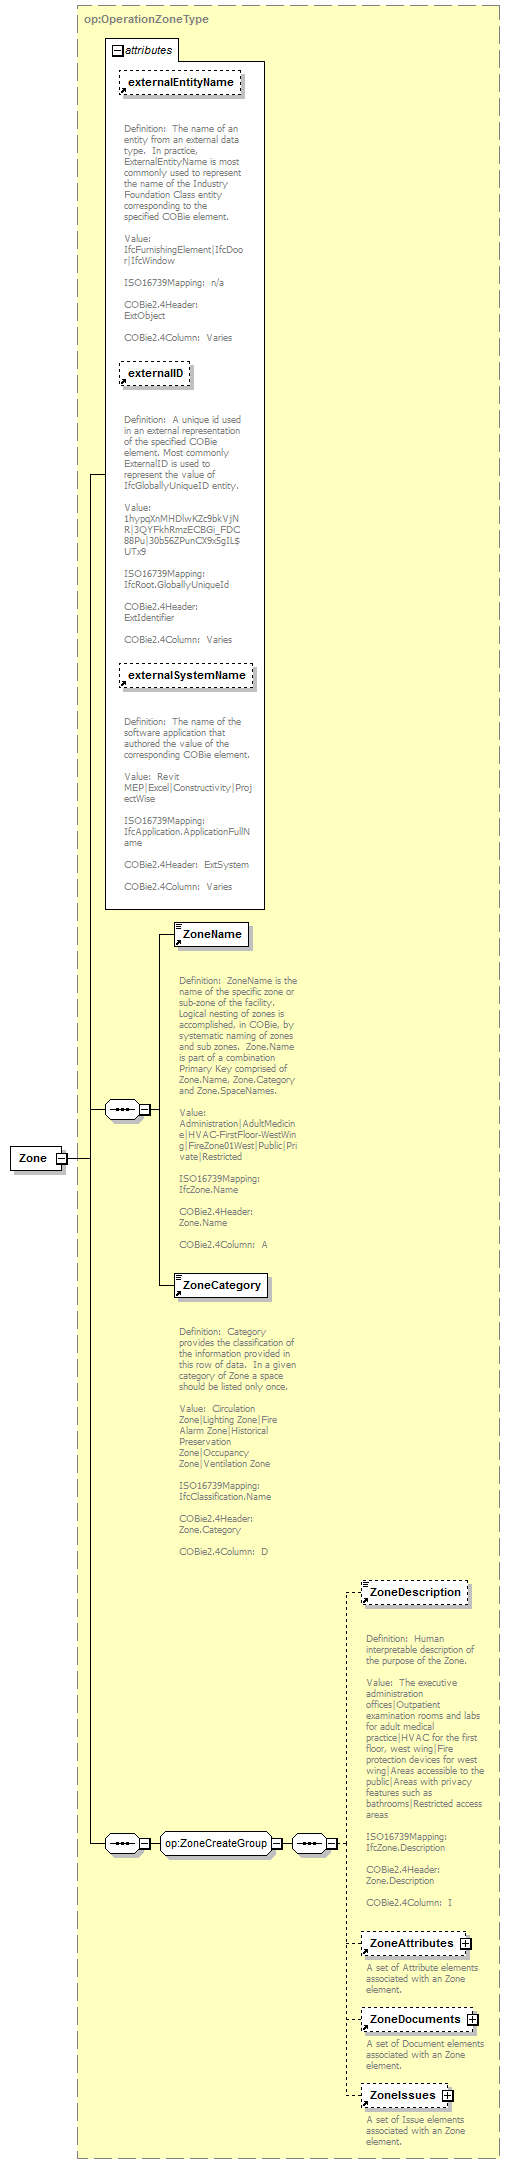 op:OperationZoneType
attributes
externalEntityName
Definition:  The name of an
entity from an external data
type.  In practice,
ExternalEntityName is most
commonly used to represent
the name of the Industry
Foundation Class entity
corresponding to the
specified COBie element.
Value:
IfcFurnishingElement|IfcDoo
r|IfcWindow
ISO16739Mapping:  n/a
COBie2.4Header:
ExtObject
COBie2.4Column:  Varies
externalID
Definition:  A unique id used
in an external representation
of the specified COBie
element. Most commonly
ExternalID is used to
represent the value of
IfcGloballyUniqueID entity.
Value:
1hypqXnMHDlwKZc9bkVjN
R|3QYFkhRmzECBGi_FDC
88Pu|30b56ZPunCX9xSgIL$
UTx9
ISO16739Mapping:
IfcRoot.GloballyUniqueId
COBie2.4Header:
ExtIdentifier
COBie2.4Column:  Varies
externalSystemName
Definition:  The name of the
software application that
authored the value of the
corresponding COBie element.
Value:  Revit
MEP|Excel|Constructivity|Proj
ectWise
ISO16739Mapping:
IfcApplication.ApplicationFullN
ame
COBie2.4Header:  ExtSystem
COBie2.4Column:  Varies
ZoneName
Definition:  ZoneName is the
name of the specific zone or
sub-zone of the facility.
Logical nesting of zones is
accomplished, in COBie, by
systematic naming of zones
and sub zones.  Zone.Name
is part of a combination
Primary Key comprised of
Zone.Name, Zone.Category
and Zone.SpaceNames.
Value:
Administration|AdultMedicin
e|HVAC-FirstFloor-WestWin
g|FireZone01West|Public|Pri
vate|Restricted
ISO16739Mapping:
IfcZone.Name
COBie2.4Header:
Zone.Name
COBie2.4Column:  A
Zone
ZoneCategory
Definition:  Category
provides the classification of
the information provided in
this row of data.  In a given
category of Zone a space
should be listed only once.
Value:  Circulation
Zone|Lighting Zone|Fire
Alarm Zone|Historical
Preservation
Zone|Occupancy
Zone|Ventilation Zone
ISO16739Mapping:
IfcClassification.Name
COBie2.4Header:
Zone.Category
COBie2.4Column:  D
ZoneDescription
Definition:  Human
interpretable description of
the purpose of the Zone.
Value:  The executive
administration
offices|Outpatient
examination rooms and labs
for adult medical
practice|HVAC for the first
floor, west wing|Fire
protection devices for west
wing|Areas accessible to the
public|Areas with privacy
features such as
bathrooms|Restricted access
areas
ISO16739Mapping:
IfcZone.Description
COBie2.4Header:
Zone.Description
COBie2.4Column:  I
op:ZoneCreateGroup
ZoneAttributes
A set of Attribute elements
associated with an Zone
element.
ZoneDocuments
A set of Document elements
associated with an Zone
element.
ZoneIssues
A set of Issue elements
associated with an Zone
element.